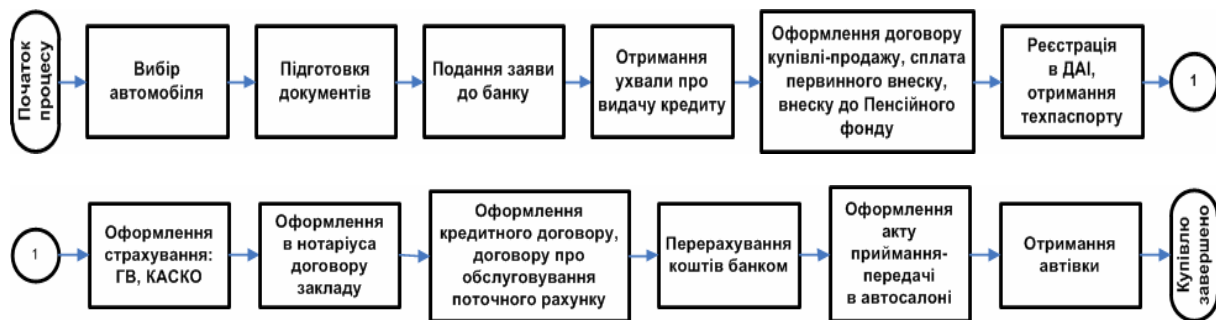 Початок
процесу
Вибір
автомобіля
Підготовка
документів
Подання заяви
до банку
Отримання
ухвали про
видачу кредиту
Оформлення договору
купівлі-продажу, сплата
первинного внеску,
внеску до Пенсійного
фонду
Реєстрація
в ДАІ,
отримання
техпаспорту
1
1
Оформлення
страхування:
ГВ, КАСКО
Оформлення
в нотаріуса
договору
закладу
Оформлення
кредитного договору,
договору про
обслуговування
поточного рахунку
Перерахування
коштів банком
Оформлення
акту
приймання-
передачі
в автосалоні
Отримання
автівки
Купівлю
завершено